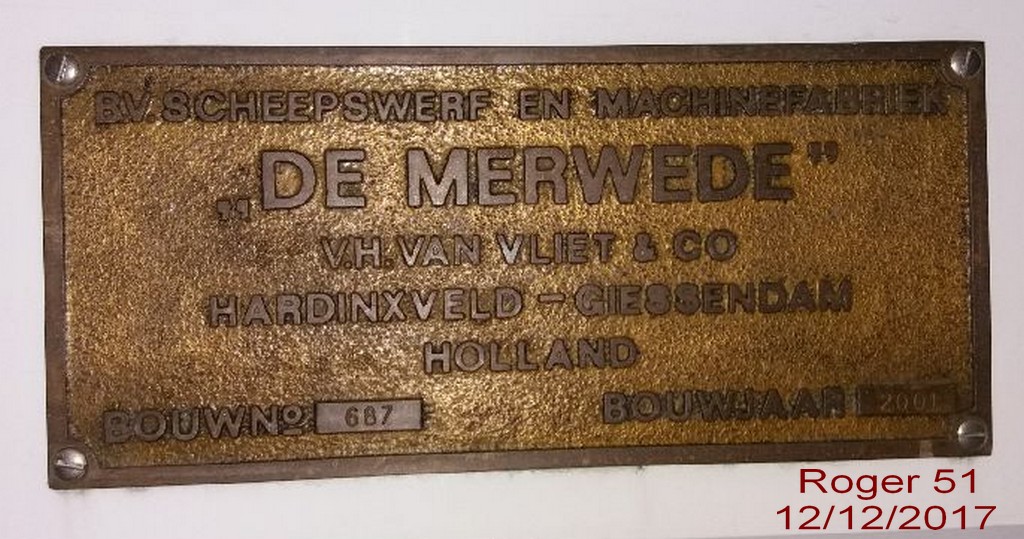 B.V. SCHEEPSWERF EN MACHINEFABRIEK
„DE MERWEDE”
V.H. VAN VLIET & CO
HARDINXVELD - GIESSENDAM
HOLLAND
BOUWNº 687 BOUWJAAR 2001
Roger 51
12/12/2017